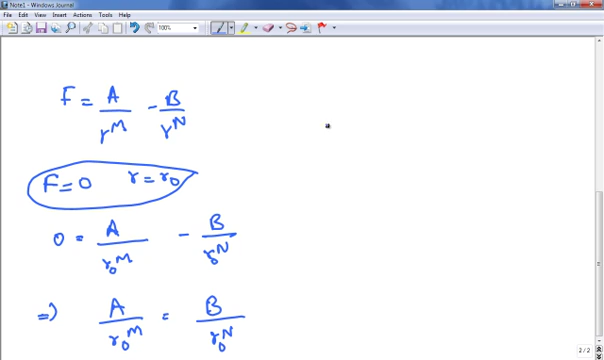 Note1 - Windows Journal
File Edit View Insert Actions Tools Help
100%
F = A/r^M - B/r^N
F = 0 r = r₀
0 = A/r₀^M - B/r₀^N
=> A/r₀^M = B/r₀^N
2 / 2